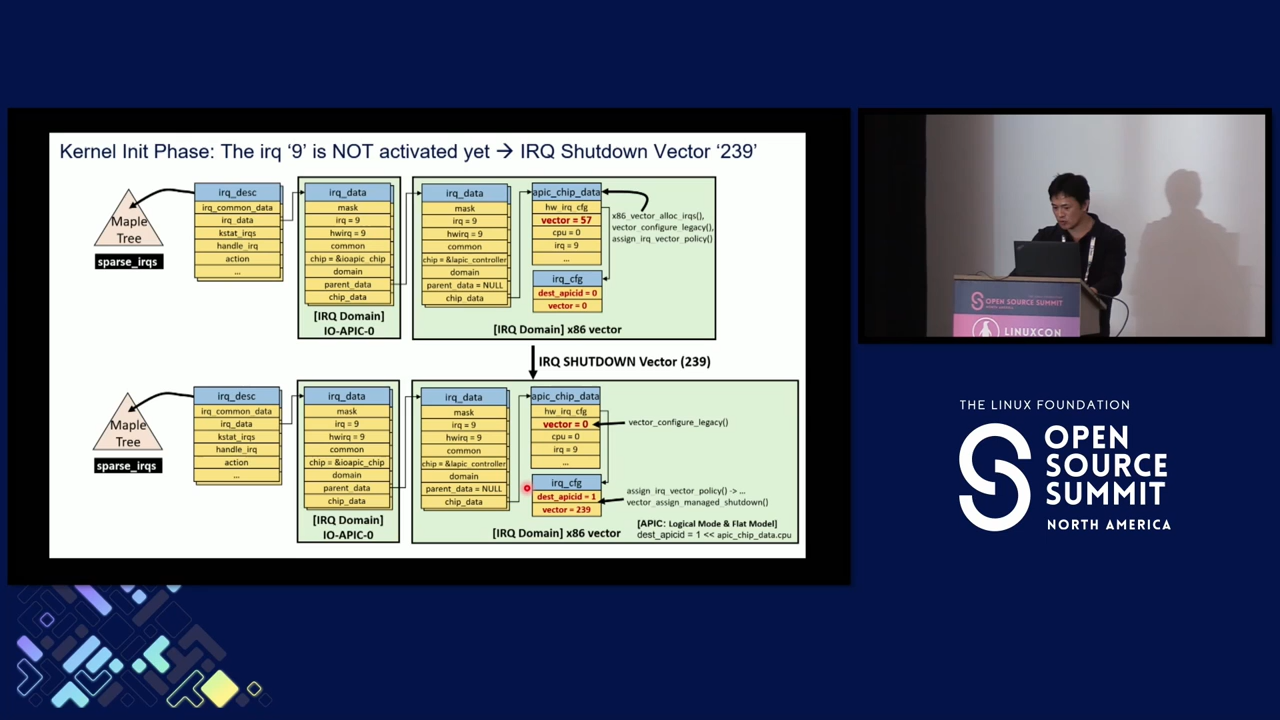 Kernel Init Phase: The irq ‘9’ is NOT activated yet → IRQ Shutdown Vector ‘239’
Maple
Tree
sparse_irqs
irq_desc
irq_common_data
irq_data
kstat_irqs
handle_irq
action
...
irq_data
mask
irq = 9
hwirq = 9
common
chip = &ioapic_chip
domain
parent_data
chip_data
[IRQ Domain]
IO-APIC-0
irq_data
mask
irq = 9
hwirq = 9
common
chip = &lapic_controller
domain
parent_data = NULL
chip_data
apic_chip_data
hw_irq_cfg
vector = 57
cpu = 0
irq = 9
...
irq_cfg
dest_apicid = 0
vector = 0
x86_vector_alloc_irqs(),
vector_configure_legacy(),
assign_irq_vector_policy()
[IRQ Domain] x86 vector
IRQ SHUTDOWN Vector (239)
Maple
Tree
sparse_irqs
irq_desc
irq_common_data
irq_data
kstat_irqs
handle_irq
action
...
irq_data
mask
irq = 9
hwirq = 9
common
chip = &ioapic_chip
domain
parent_data
chip_data
[IRQ Domain]
IO-APIC-0
irq_data
mask
irq = 9
hwirq = 9
common
chip = &lapic_controller
domain
parent_data = NULL
chip_data
apic_chip_data
hw_irq_cfg
vector = 0
cpu = 0
irq = 9
...
irq_cfg
dest_apicid = 1
vector = 239
vector_configure_legacy()
assign_irq_vector_policy() -> ...
vector_assign_managed_shutdown()
[IRQ Domain] x86 vector
[APIC: Logical Mode & Flat Model]
dest_apicid = 1 << apic_chip_data.cpu
OPEN SOURCE SUMMIT
LINUXCON
THE LINUX FOUNDATION
OPEN
SOURCE
SUMMIT
NORTH AMERICA